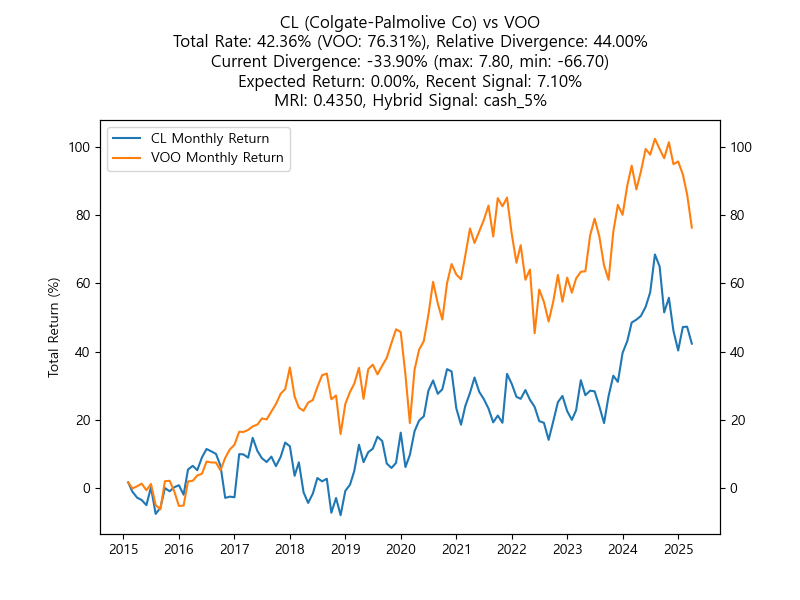 CL (Colgate-Palmolive Co) vs VOO
Total Rate: 42.36% (VOO: 76.31%), Relative Divergence: 44.00%
Current Divergence: -33.90% (max: 7.80, min: -66.70)
Expected Return: 0.00%, Recent Signal: 7.10%
MRI: 0.4350, Hybrid Signal: cash_5%
CL Monthly Return
VOO Monthly Return
Total Return (%)
100
80
60
40
20
0
100
80
60
40
20
0
2015 2016 2017 2018 2019 2020 2021 2022 2023 2024 2025